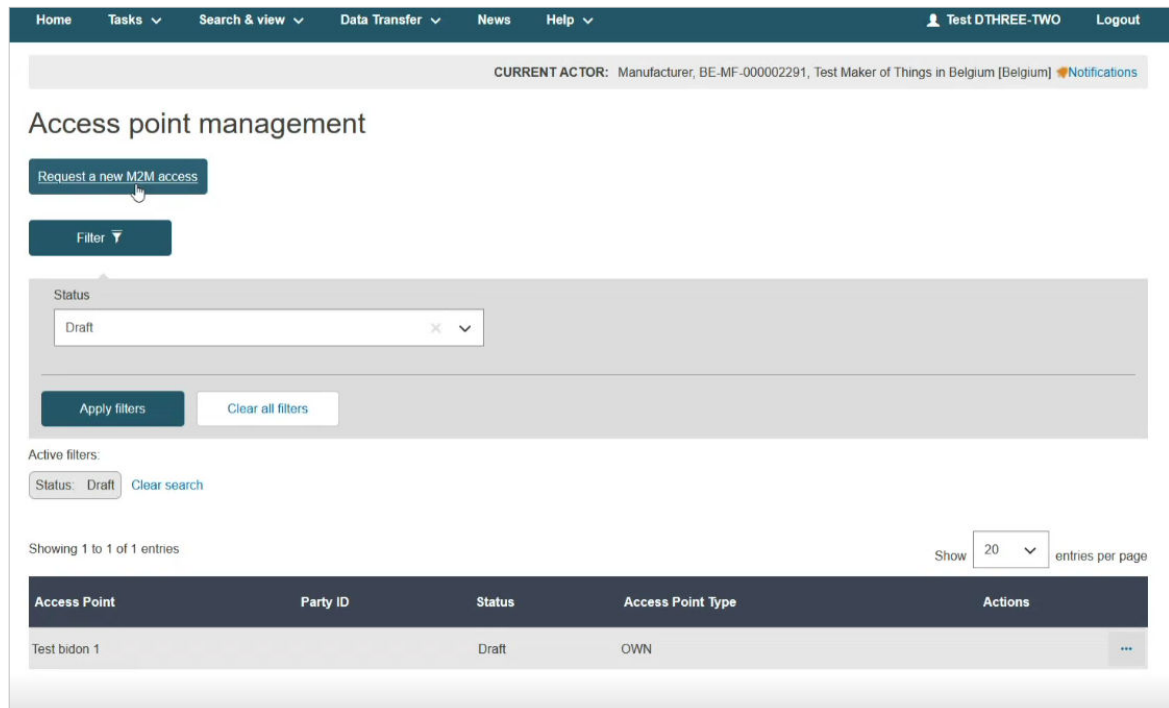 Home Tasks Search & view Data Transfer News Help Test DTHREE-TWO Logout
CURRENT ACTOR: Manufacturer, BE-MF-000002291, Test Maker of Things in Belgium [Belgium] Notifications
Access point management
Request a new M2M access
Filter
Status
Draft
Apply filters Clear all filters
Active filters:
Status: Draft Clear search
Showing 1 to 1 of 1 entries Show 20 entries per page
Access Point Party ID Status Access Point Type Actions
Test bidon 1 Draft OWN ...